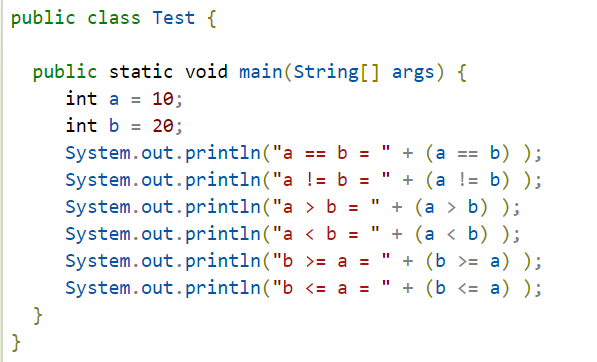 public class Test {
public static void main(String[] args) {
int a = 10;
int b = 20;
System.out.println("a == b = " + (a == b) );
System.out.println("a != b = " + (a != b) );
System.out.println("a > b = " + (a > b) );
System.out.println("a < b = " + (a < b) );
System.out.println("b >= a = " + (b >= a) );
System.out.println("b <= a = " + (b <= a) );
}
}